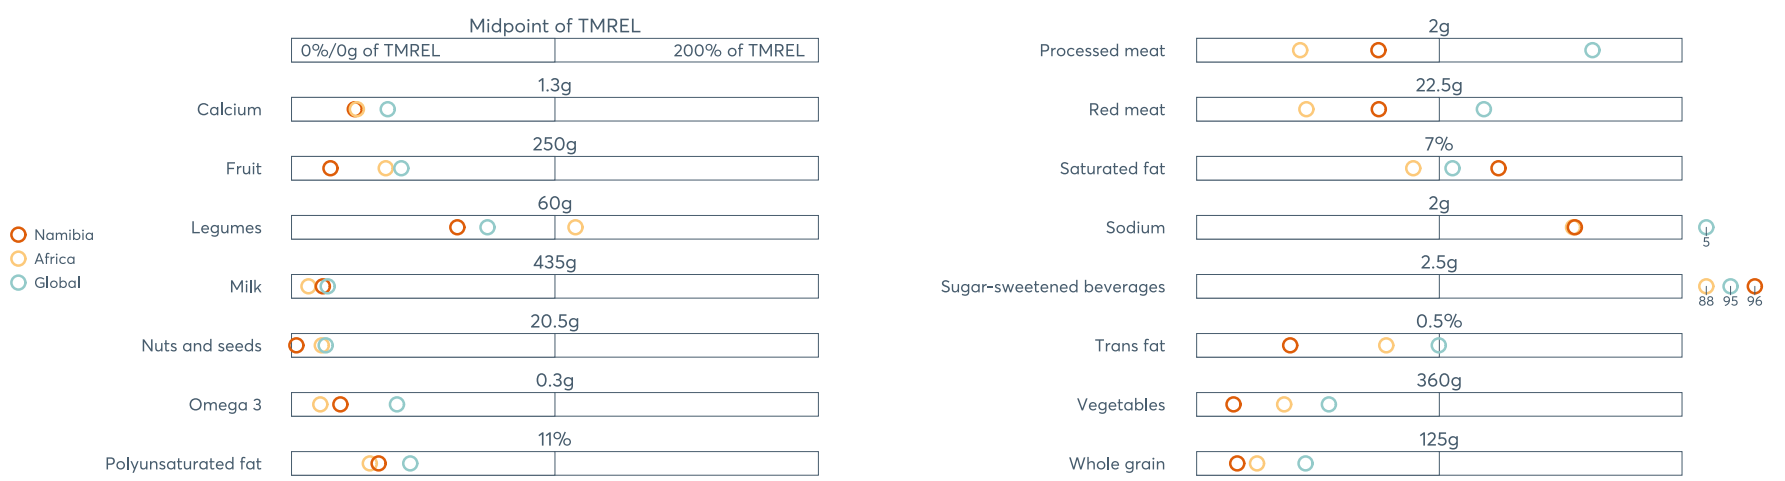 Namibia
Africa
Global
Midpoint of TMREL
0%/0g of TMREL 200% of TMREL
1.3g
Calcium
250g
Fruit
60g
Legumes
435g
Milk
20.5g
Nuts and seeds
0.3g
Omega 3
11%
Polyunsaturated fat
2g
Processed meat
22.5g
Red meat
7%
Saturated fat
2g
Sodium
5
2.5g
Sugar-sweetened beverages
88 95 96
0.5%
Trans fat
360g
Vegetables
125g
Whole grain